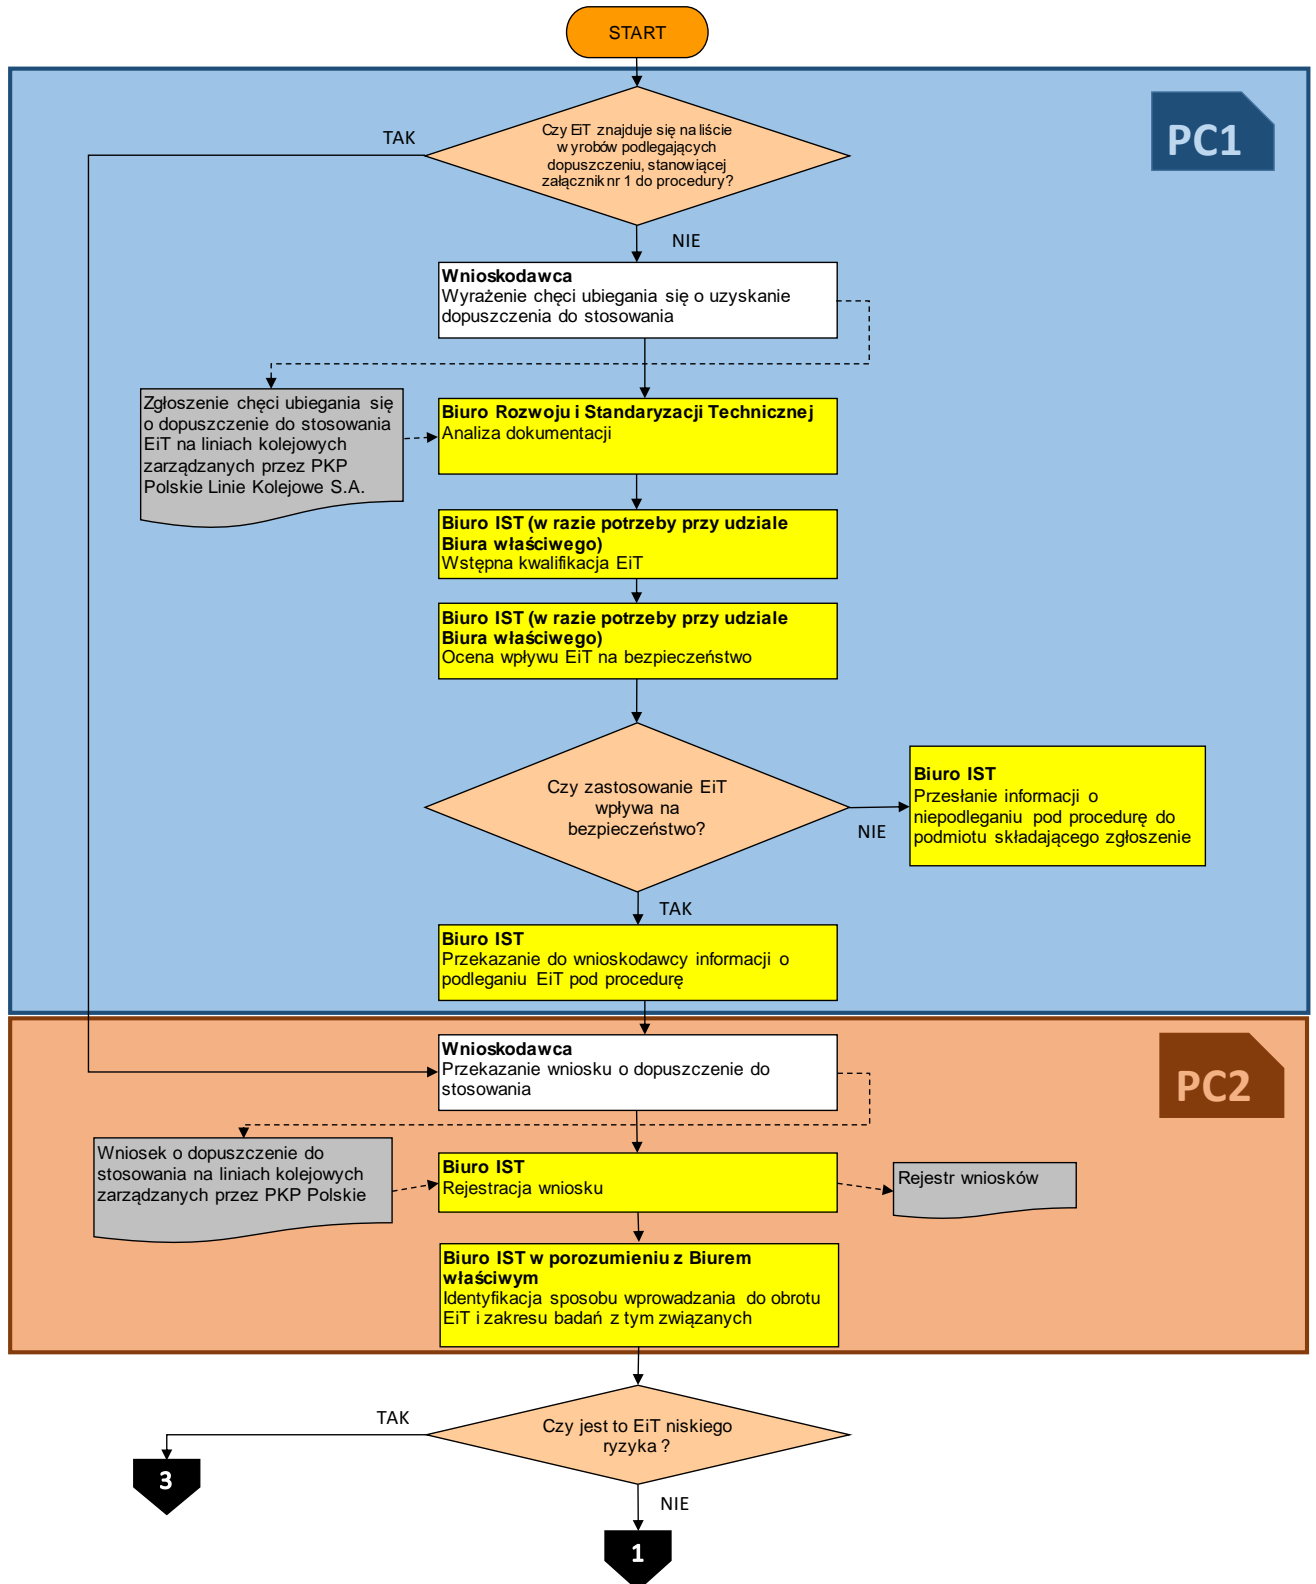 START
PC1
Czy EiT znajduje się na liście
wyrobów podlegających
dopuszczeniu, stanowiącej
załącznik nr 1 do procedury?
TAK
NIE
Wnioskodawca
Wyrażenie chęci ubiegania się o uzyskanie
dopuszczenia do stosowania
Zgłoszenie chęci ubiegania się
o dopuszczenie do stosowania
EiT na liniach kolejowych
zarządzanych przez PKP
Polskie Linie Kolejowe S.A.
Biuro Rozwoju i Standaryzacji Technicznej
Analiza dokumentacji
Biuro IST (w razie potrzeby przy udziale
Biura właściwego)
Wstępna kwalifikacja EiT
Biuro IST (w razie potrzeby przy udziale
Biura właściwego)
Ocena wpływu EiT na bezpieczeństwo
Czy zastosowanie EiT
wpływa na
bezpieczeństwo?
NIE
Biuro IST
Przesłanie informacji o
niepodleganiu pod procedurę do
podmiotu składającego zgłoszenie
TAK
Biuro IST
Przekazanie do wnioskodawcy informacji o
podleganiu EiT pod procedurę
PC2
Wnioskodawca
Przekazanie wniosku o dopuszczenie do
stosowania
Wniosek o dopuszczenie do
stosowania na liniach kolejowych
zarządzanych przez PKP Polskie
Biuro IST
Rejestracja wniosku
Rejestr wniosków
Biuro IST w porozumieniu z Biurem
właściwym
Identyfikacja sposobu wprowadzania do obrotu
EiT i zakresu badań z tym związanych
Czy jest to EiT niskiego
ryzyka ?
TAK
3
NIE
1